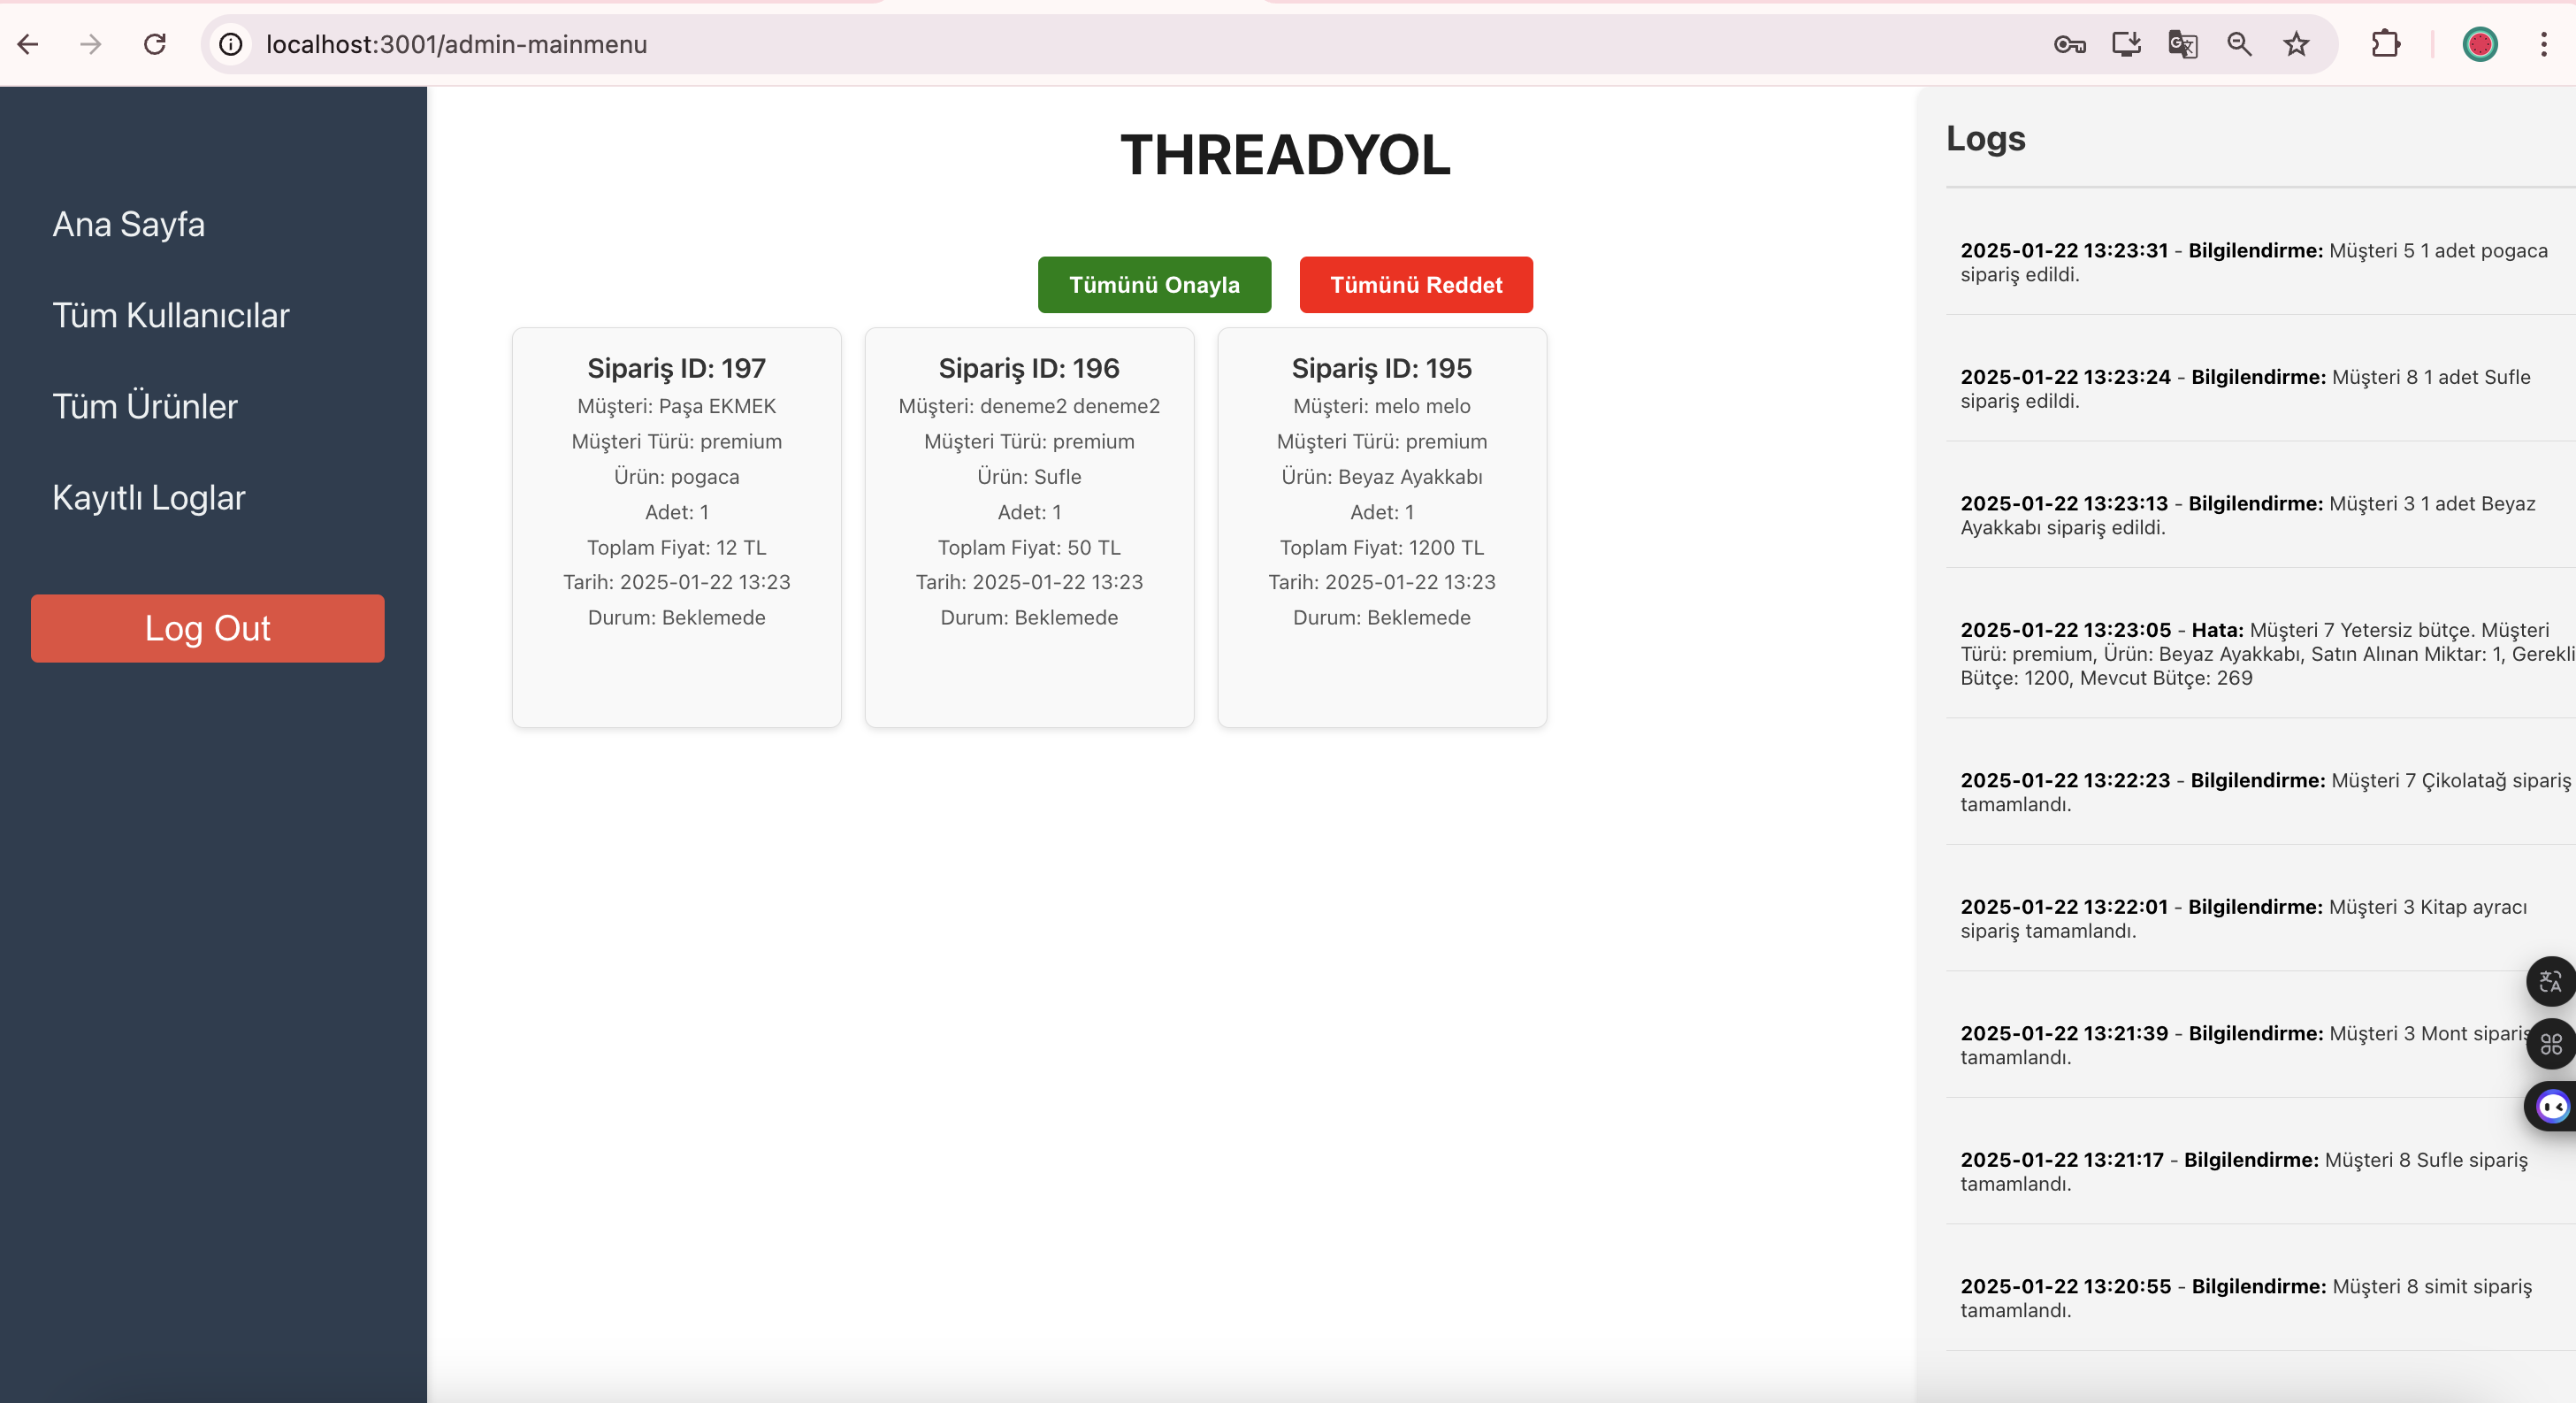 localhost:3001/admin-mainmenu
Ana Sayfa
Tüm Kullanıcılar
Tüm Ürünler
Kayıtlı Loglar
Log Out
THREADYOL
Tümünü Onayla
Tümünü Reddet
Sipariş ID: 197
Müşteri: Paşa EKMEK
Müşteri Türü: premium
Ürün: pogaca
Adet: 1
Toplam Fiyat: 12 TL
Tarih: 2025-01-22 13:23
Durum: Beklemede
Sipariş ID: 196
Müşteri: deneme2 deneme2
Müşteri Türü: premium
Ürün: Sufle
Adet: 1
Toplam Fiyat: 50 TL
Tarih: 2025-01-22 13:23
Durum: Beklemede
Sipariş ID: 195
Müşteri: melo melo
Müşteri Türü: premium
Ürün: Beyaz Ayakkabı
Adet: 1
Toplam Fiyat: 1200 TL
Tarih: 2025-01-22 13:23
Durum: Beklemede
Logs
2025-01-22 13:23:31 - Bilgilendirme: Müşteri 5 1 adet pogaca
sipariş edildi.
2025-01-22 13:23:24 - Bilgilendirme: Müşteri 8 1 adet Sufle
sipariş edildi.
2025-01-22 13:23:13 - Bilgilendirme: Müşteri 3 1 adet Beyaz
Ayakkabı sipariş edildi.
2025-01-22 13:23:05 - Hata: Müşteri 7 Yetersiz bütçe. Müşteri
Türü: premium, Ürün: Beyaz Ayakkabı, Satın Alınan Miktar: 1, Gerekli
Bütçe: 1200, Mevcut Bütçe: 269
2025-01-22 13:22:23 - Bilgilendirme: Müşteri 7 Çikolatağ sipariş
tamamlandı.
2025-01-22 13:22:01 - Bilgilendirme: Müşteri 3 Kitap ayracı
sipariş tamamlandı.
2025-01-22 13:21:39 - Bilgilendirme: Müşteri 3 Mont sipariş
tamamlandı.
2025-01-22 13:21:17 - Bilgilendirme: Müşteri 8 Sufle sipariş
tamamlandı.
2025-01-22 13:20:55 - Bilgilendirme: Müşteri 8 simit sipariş
tamamlandı.